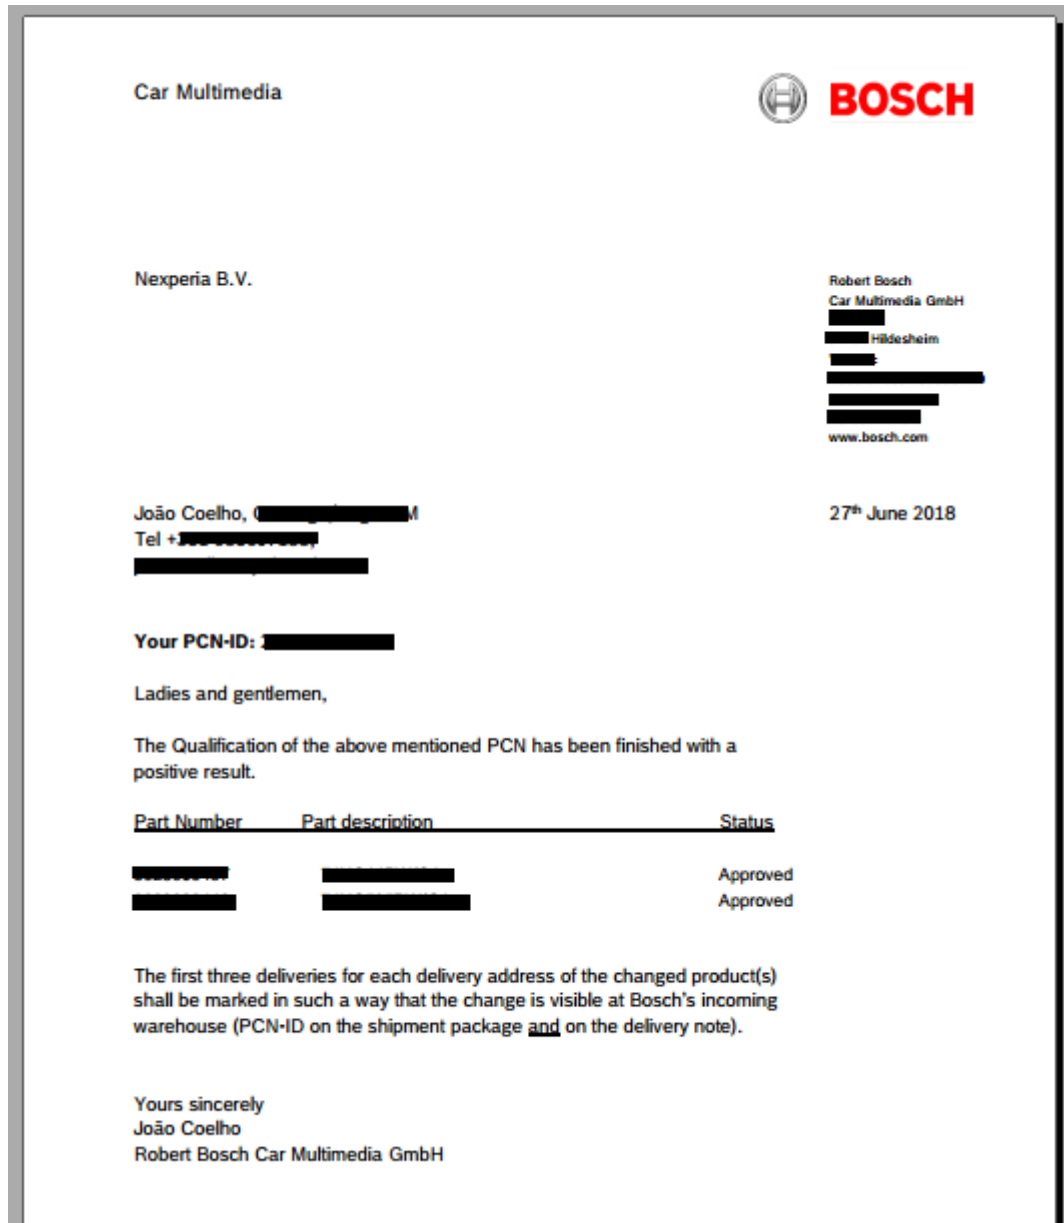 Car Multimedia
BOSCH
Nexperia B.V.
Robert Bosch
Car Multimedia GmbH
Hildesheim
www.bosch.com
João Coelho,
27th June 2018
Tel +
Your PCN-ID:
Ladies and gentlemen,
The Qualification of the above mentioned PCN has been finished with a
positive result.
Part Number Part description Status
Approved
Approved
The first three deliveries for each delivery address of the changed product(s)
shall be marked in such a way that the change is visible at Bosch's incoming
warehouse (PCN-ID on the shipment package and on the delivery note).
Yours sincerely
João Coelho
Robert Bosch Car Multimedia GmbH